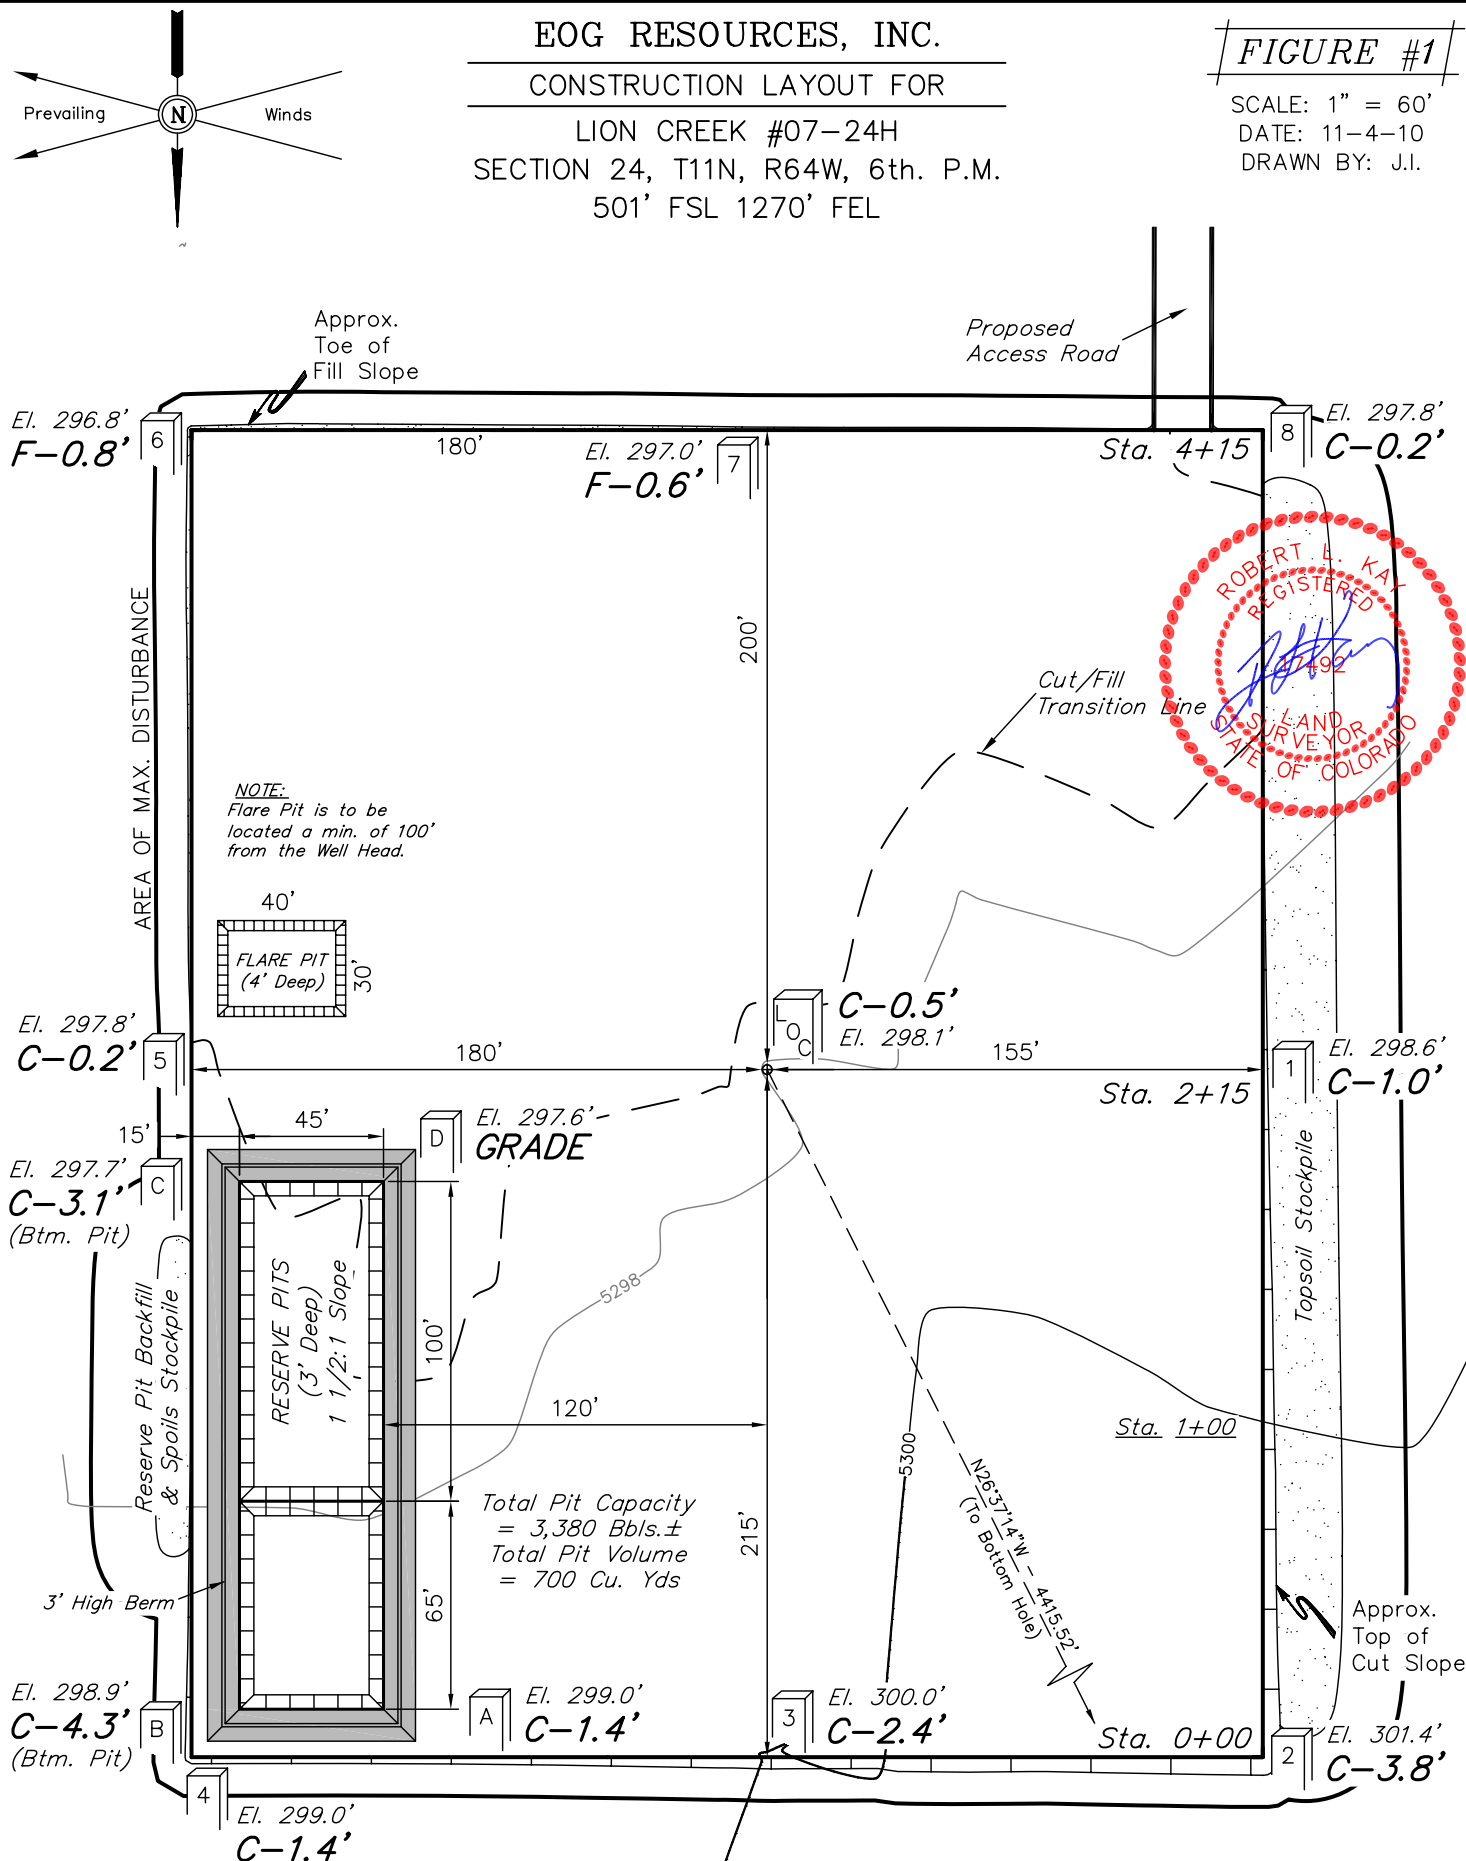 EOG RESOURCES, INC.
CONSTRUCTION LAYOUT FOR
LION CREEK #07-24H
SECTION 24, T11N, R64W, 6th. P.M.
501' FSL 1270' FEL
FIGURE #1
SCALE: 1" = 60'
DATE: 11-4-10
DRAWN BY: J.I.
Prevailing
N
Winds
Approx.
Toe of
Fill Slope
Proposed
Access Road
El. 296.8'
F-0.8'
6
180'
El. 297.0'
F-0.6'
7
Sta. 4+15
8
El. 297.8'
C-0.2'
ROBERT L. KAY
REGISTERED
17492
LAND
SURVEYOR
STATE OF COLORADO
AREA OF MAX. DISTURBANCE
200'
Cut/Fill
Transition Line
NOTE:
Flare Pit is to be
located a min. of 100'
from the Well Head.
40'
FLARE PIT
(4' Deep)
30'
El. 297.8'
C-0.2'
5
180'
LOC
C-0.5'
El. 298.1'
155'
Sta. 2+15
1
El. 298.6'
C-1.0'
15'
45'
D
El. 297.6'
GRADE
El. 297.7'
C-3.1'
(Btm. Pit)
C
Topsoil Stockpile
Reserve Pit Backfill
& Spoils Stockpile
RESERVE PITS
(3' Deep)
1 1/2:1 Slope
100'
5298
120'
5300
Sta. 1+00
N26°37'14"W - 4415.52'
(To Bottom Hole)
Total Pit Capacity
= 3,380 Bbls.±
Total Pit Volume
= 700 Cu. Yds
215'
65'
3' High Berm
Approx.
Top of
Cut Slope
El. 298.9'
C-4.3'
(Btm. Pit)
B
A
El. 299.0'
C-1.4'
3
El. 300.0'
C-2.4'
Sta. 0+00
2
El. 301.4'
C-3.8'
4
El. 299.0'
C-1.4'